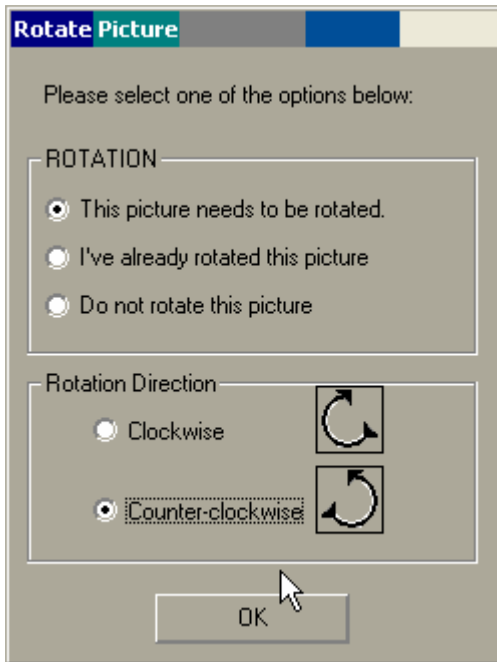 Rotate Picture
Please select one of the options below:
ROTATION
This picture needs to be rotated.
I've already rotated this picture
Do not rotate this picture
Rotation Direction
Clockwise
Counter-clockwise
OK